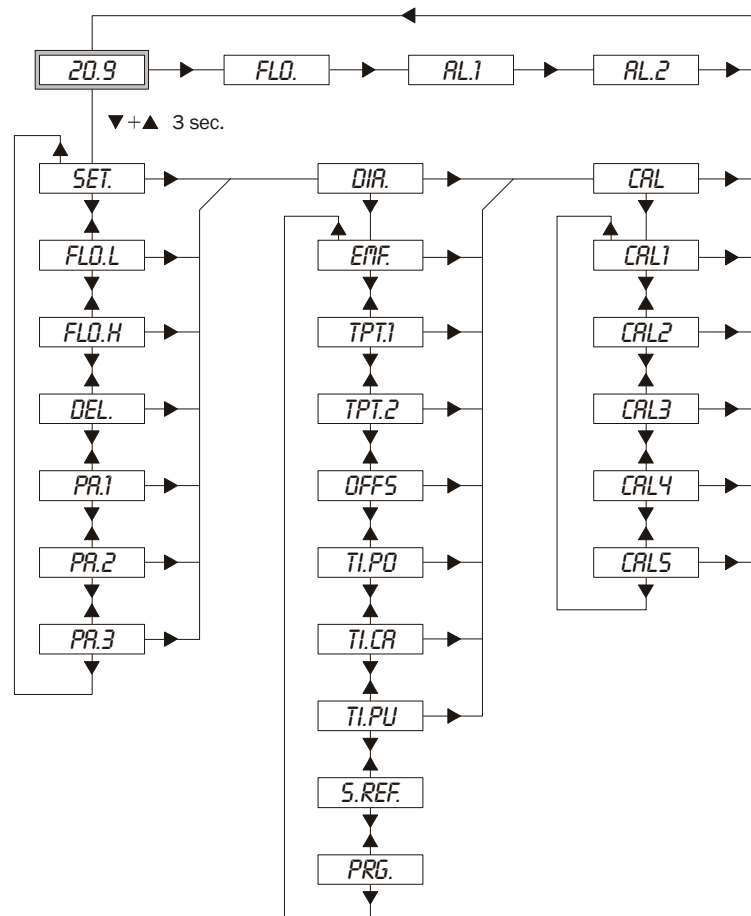 20.9 FLO. AL.1 AL.2
▼+▲ 3 sec.
SET. DIA. CAL
FLO.L EMF. CAL1
FLO.H TPT.1 CAL2
DEL. TPT.2 CAL3
PA.1 OFFS CAL4
PA.2 TI.PO CAL5
PA.3 TI.CA
TI.PU
S.REF.
PRG.